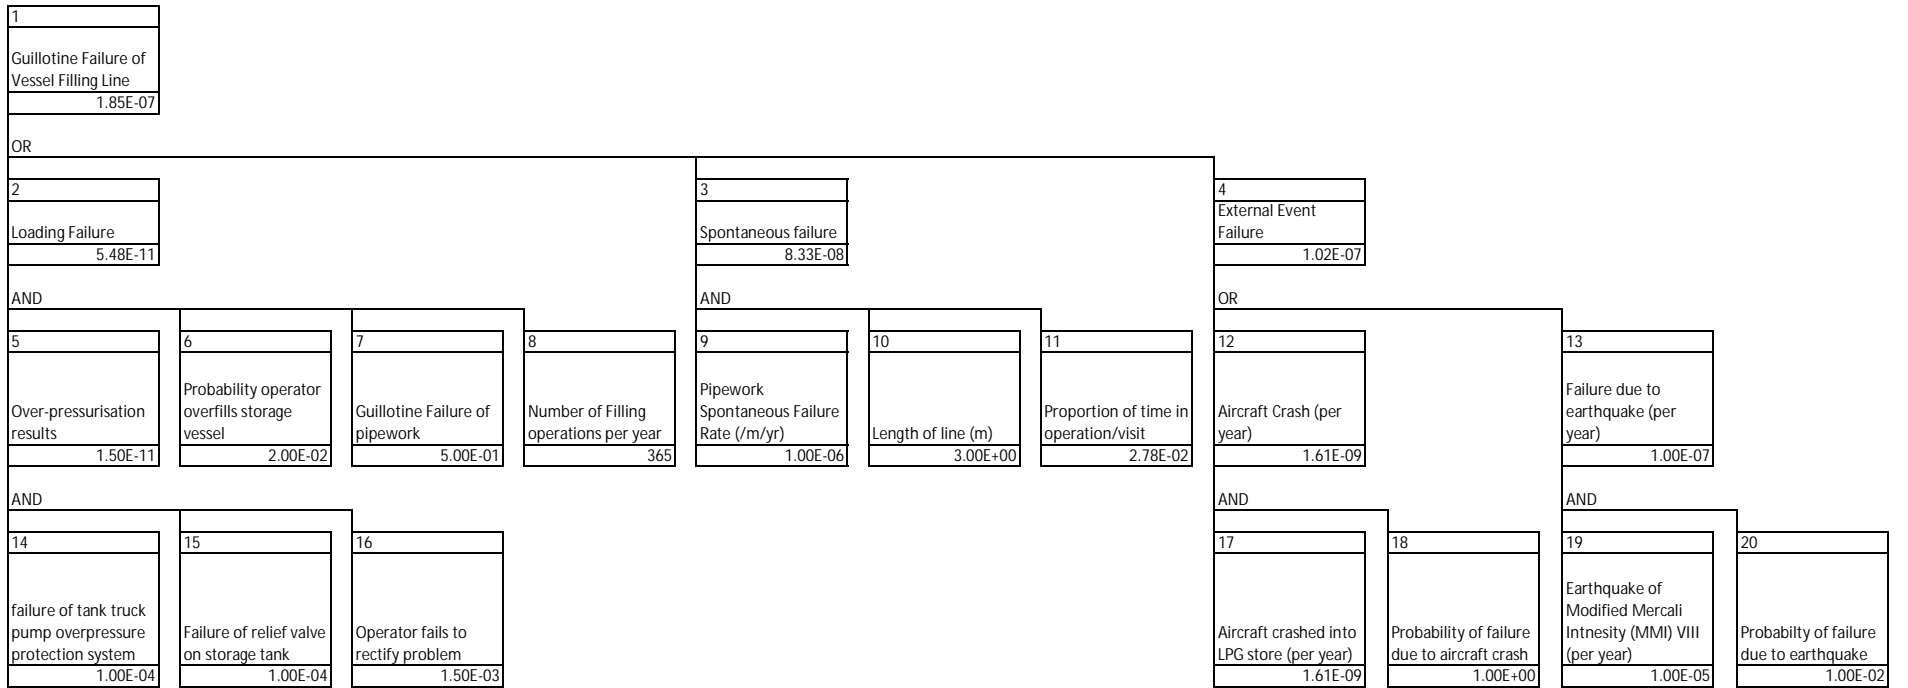 1
Guillotine Failure of
Vessel Filling Line
1.85E-07
OR
2
Loading Failure
5.48E-11
3
Spontaneous failure
8.33E-08
4
External Event
Failure
1.02E-07
AND
AND
OR
5
Over-pressurisation
results
1.50E-11
6
Probability operator
overfills storage
vessel
2.00E-02
7
Guillotine Failure of
pipework
5.00E-01
8
Number of Filling
operations per year
365
9
Pipework
Spontaneous Failure
Rate (/m/yr)
1.00E-06
10
Length of line (m)
3.00E+00
11
Proportion of time in
operation/visit
2.78E-02
12
Aircraft Crash (per
year)
1.61E-09
13
Failure due to
earthquake (per
year)
1.00E-07
AND
AND
AND
14
failure of tank truck
pump overpressure
protection system
1.00E-04
15
Failure of relief valve
on storage tank
1.00E-04
16
Operator fails to
rectify problem
1.50E-03
17
Aircraft crashed into
LPG store (per year)
1.61E-09
18
Probability of failure
due to aircraft crash
1.00E+00
19
Earthquake of
Modified Mercali
Intnesity (MMI) VIII
(per year)
1.00E-05
20
Probabilty of failure
due to earthquake
1.00E-02